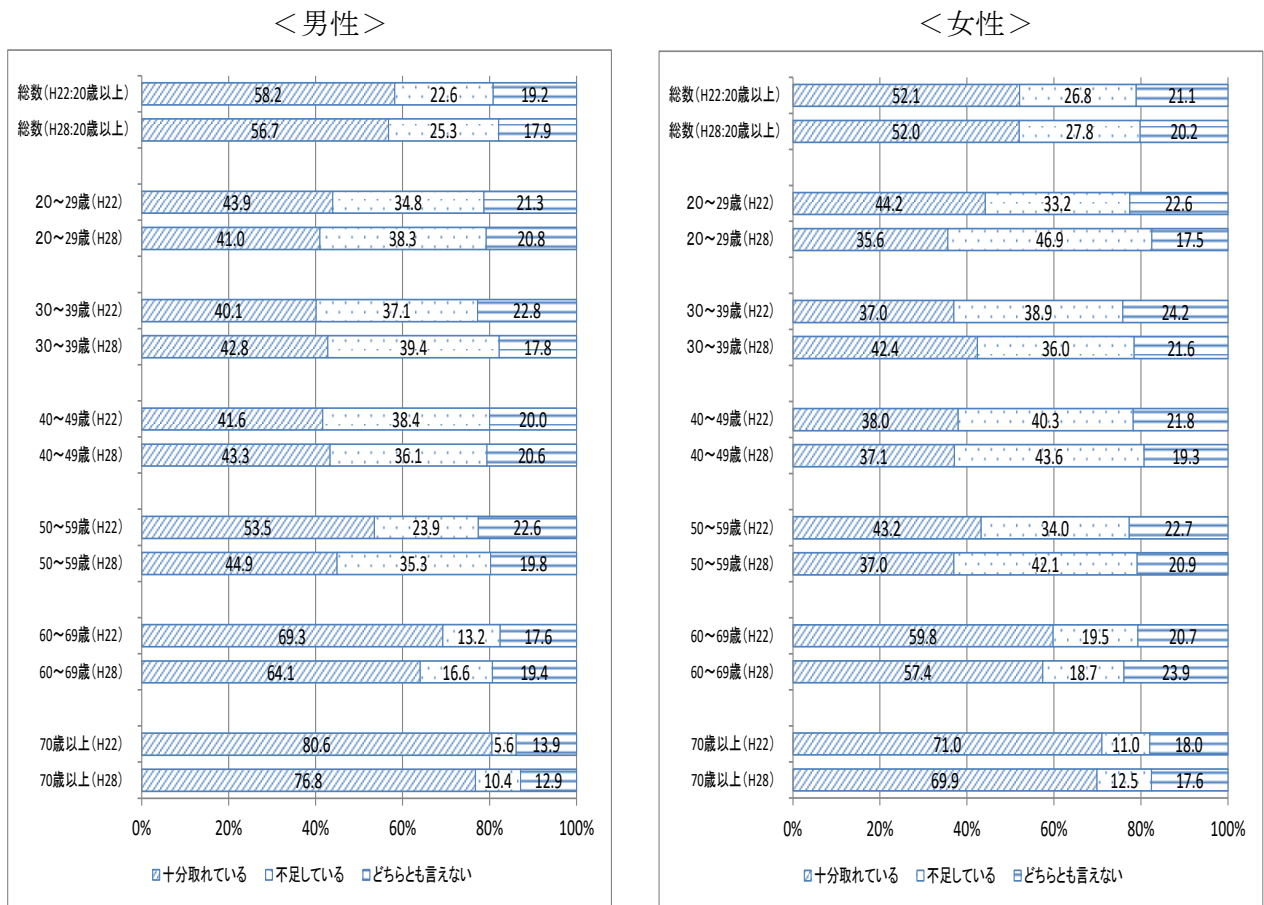 ＜男性＞
総数(H22:20歳以上) 58.2 22.6 19.2
総数(H28:20歳以上) 56.7 25.3 17.9
20～29歳(H22) 43.9 34.8 21.3
20～29歳(H28) 41.0 38.3 20.8
30～39歳(H22) 40.1 37.1 22.8
30～39歳(H28) 42.8 39.4 17.8
40～49歳(H22) 41.6 38.4 20.0
40～49歳(H28) 43.3 36.1 20.6
50～59歳(H22) 53.5 23.9 22.6
50～59歳(H28) 44.9 35.3 19.8
60～69歳(H22) 69.3 13.2 17.6
60～69歳(H28) 64.1 16.6 19.4
70歳以上(H22) 80.6 5.6 13.9
70歳以上(H28) 76.8 10.4 12.9
0% 20% 40% 60% 80% 100%
十分取れている 不足している どちらとも言えない
＜女性＞
総数(H22:20歳以上) 52.1 26.8 21.1
総数(H28:20歳以上) 52.0 27.8 20.2
20～29歳(H22) 44.2 33.2 22.6
20～29歳(H28) 35.6 46.9 17.5
30～39歳(H22) 37.0 38.9 24.2
30～39歳(H28) 42.4 36.0 21.6
40～49歳(H22) 38.0 40.3 21.8
40～49歳(H28) 37.1 43.6 19.3
50～59歳(H22) 43.2 34.0 22.7
50～59歳(H28) 37.0 42.1 20.9
60～69歳(H22) 59.8 19.5 20.7
60～69歳(H28) 57.4 18.7 23.9
70歳以上(H22) 71.0 11.0 18.0
70歳以上(H28) 69.9 12.5 17.6
0% 20% 40% 60% 80% 100%
十分取れている 不足している どちらとも言えない